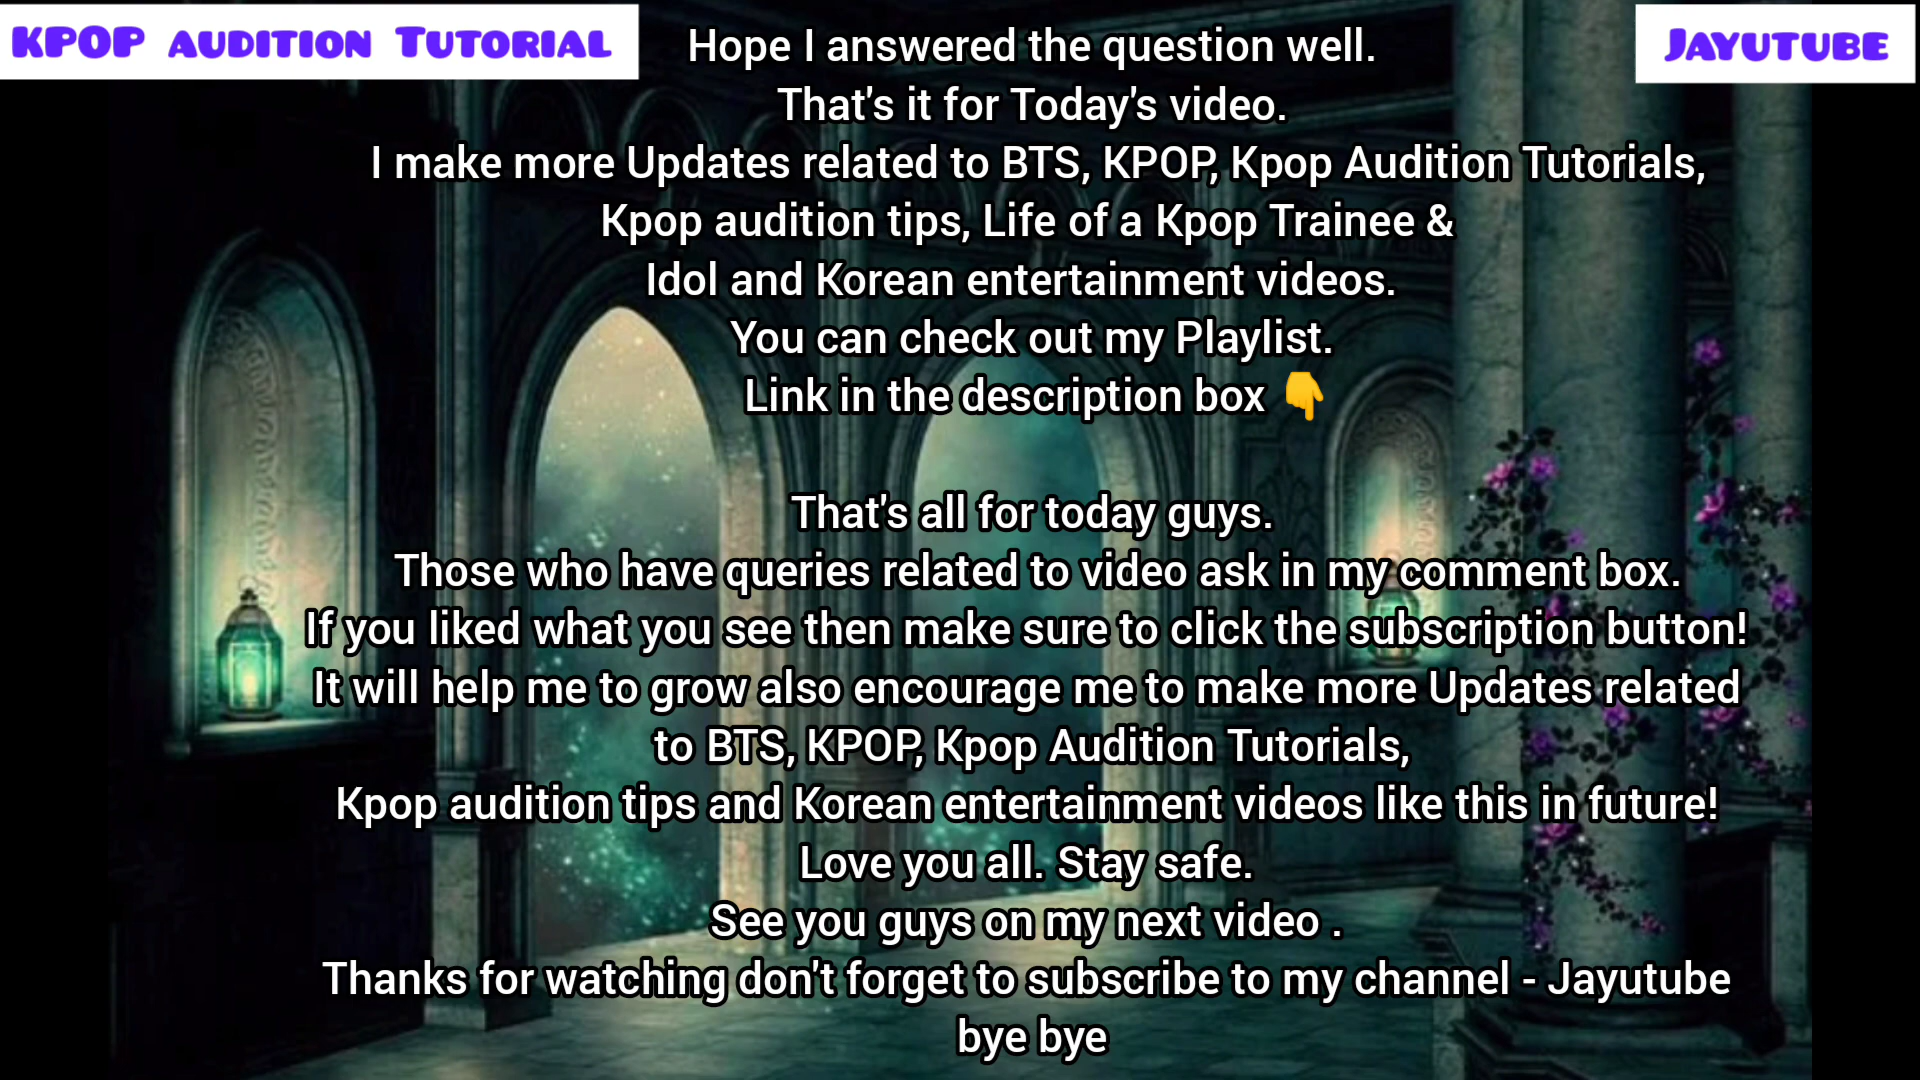 KPOP AUDITION TUTORIAL
JAYUTUBE
Hope I answered the question well.
That's it for Today's video.
I make more Updates related to BTS, KPOP, Kpop Audition Tutorials,
Kpop audition tips, Life of a Kpop Trainee &
Idol and Korean entertainment videos.
You can check out my Playlist.
Link in the description box 👇
That's all for today guys.
Those who have queries related to video ask in my comment box.
If you liked what you see then make sure to click the subscription button!
It will help me to grow also encourage me to make more Updates related
to BTS, KPOP, Kpop Audition Tutorials,
Kpop audition tips and Korean entertainment videos like this in future!
Love you all. Stay safe.
See you guys on my next video .
Thanks for watching don't forget to subscribe to my channel - Jayutube
bye bye